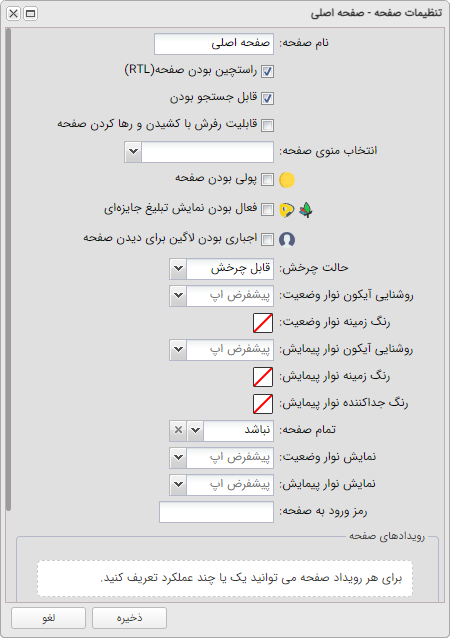 تنظیمات صفحه - صفحه اصلی
نام صفحه: صفحه اصلی
راستچین بودن صفحه(RTL)
قابل جستجو بودن
قابلیت رفرش با کشیدن و رها کردن صفحه
انتخاب منوی صفحه:
پولی بودن صفحه
فعال بودن نمایش تبلیغ جایزه‌ای
اجباری بودن لاگین برای دیدن صفحه
حالت چرخش: قابل چرخش
روشنایی آیکون نوار وضعیت: پیشفرض اپ
رنگ زمینه نوار وضعیت:
روشنایی آیکون نوار پیمایش: پیشفرض اپ
رنگ زمینه نوار پیمایش:
رنگ جداکننده نوار پیمایش:
تمام صفحه: نباشد
نمایش نوار وضعیت: پیشفرض اپ
نمایش نوار پیمایش: پیشفرض اپ
رمز ورود به صفحه:
رویدادهای صفحه
برای هر رویداد صفحه می توانید یک یا چند عملکرد تعریف کنید.
ذخیره لغو